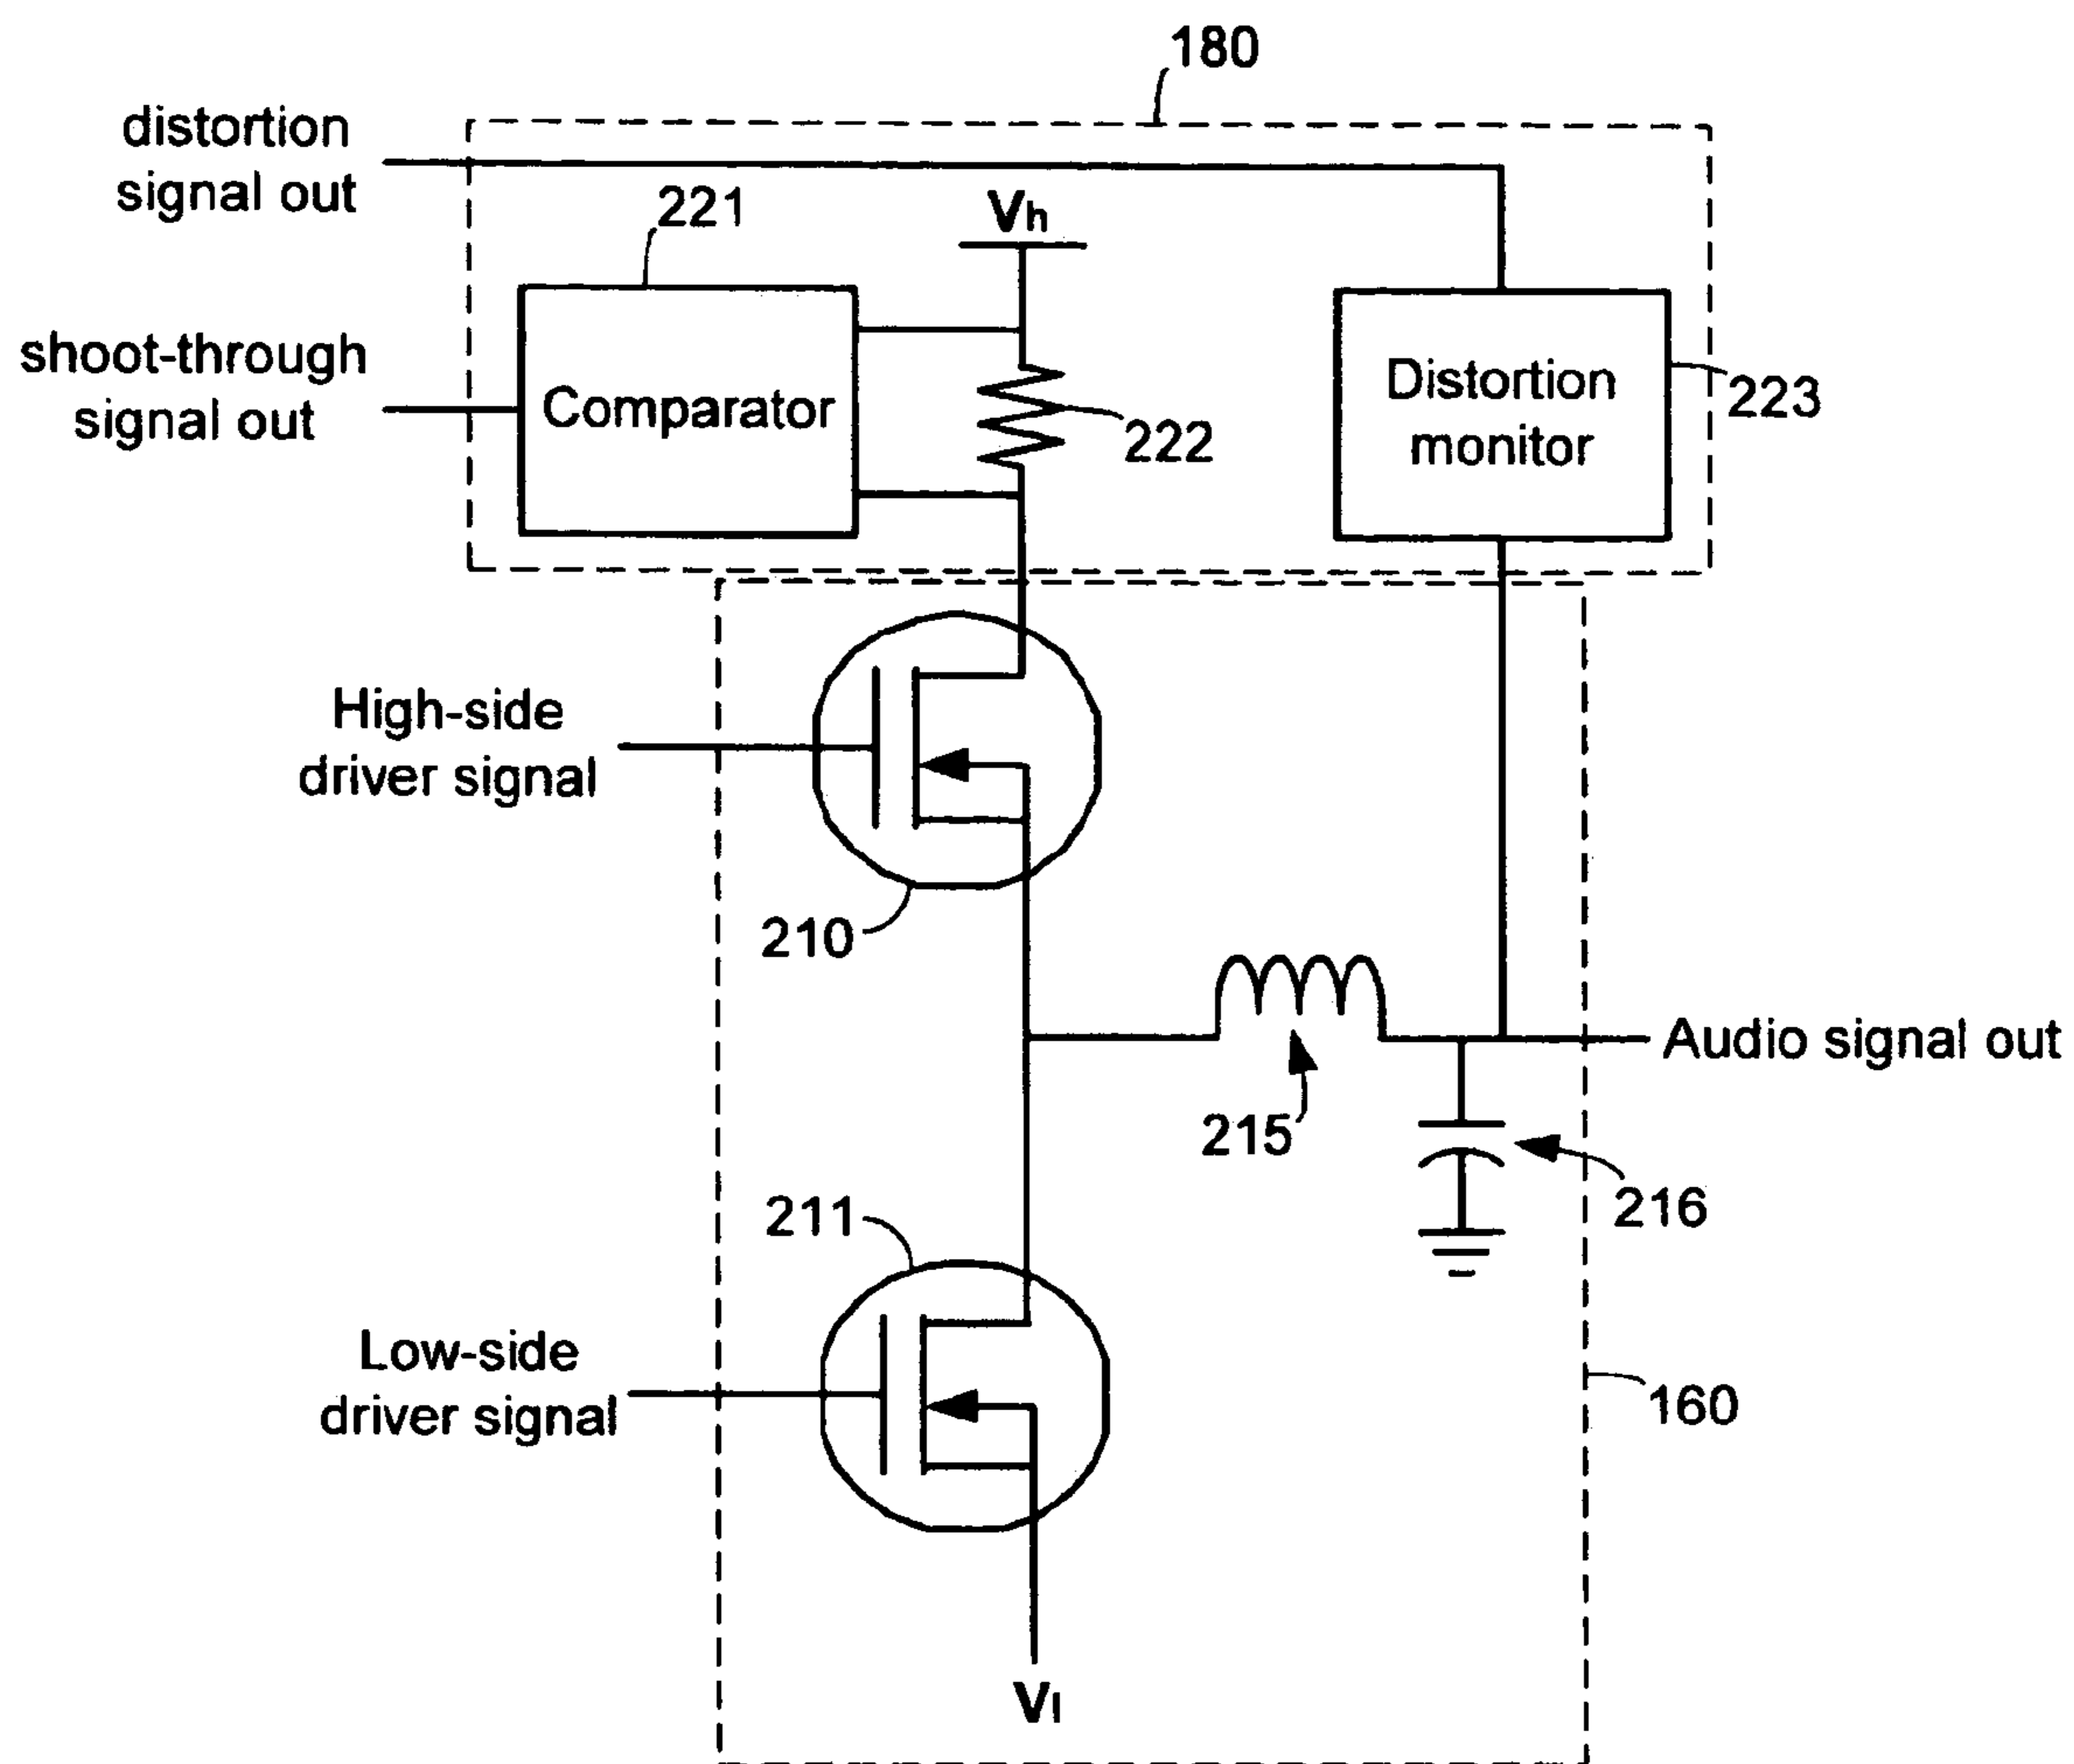 180
distortion
signal out
221
Vh
shoot-through
signal out
Comparator
222
Distortion
monitor
223
High-side
driver signal
210
Audio signal out
215
216
211
Low-side
driver signal
160
Vl